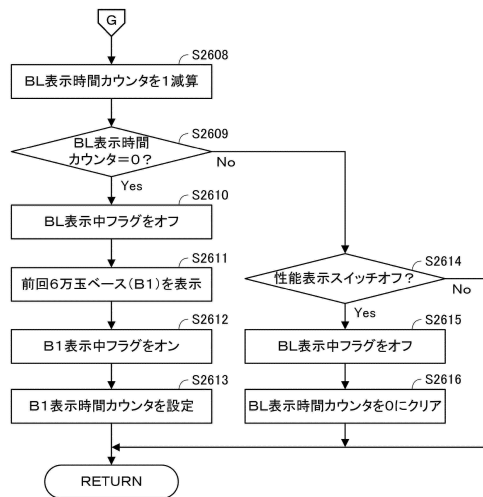 G
S2608
BL表示時間カウンタを1減算
S2609
BL表示時間
カウンタ=0?
No
Yes
S2610
BL表示中フラグをオフ
S2611
前回6万玉ベース(B1)を表示
S2612
B1表示中フラグをオン
S2613
B1表示時間カウンタを設定
S2614
性能表示スイッチオフ?
No
Yes
S2615
BL表示中フラグをオフ
S2616
BL表示時間カウンタを0にクリア
RETURN